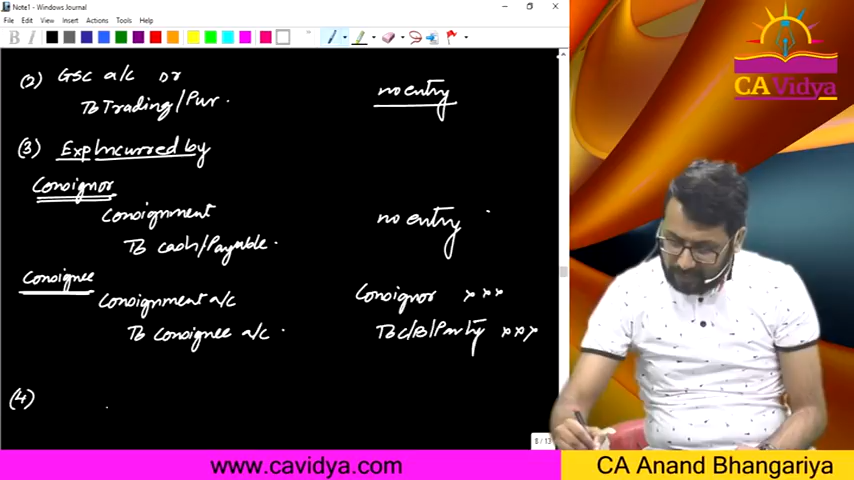 Note1 - Windows Journal
File Edit View Insert Actions Tools Help
B I
(2) GSC a/c Dr
To Trading/Pur.
no entry
(3) Exp Incurred by
Consignor
Consignment
To cash/Payable.
no entry
Consignee
Consignment a/c
To Consignee a/c.
Consignor xxx
To C/B/Party xxx
(4)
8 / 13
CA Vidya
www.cavidya.com
CA Anand Bhangariya